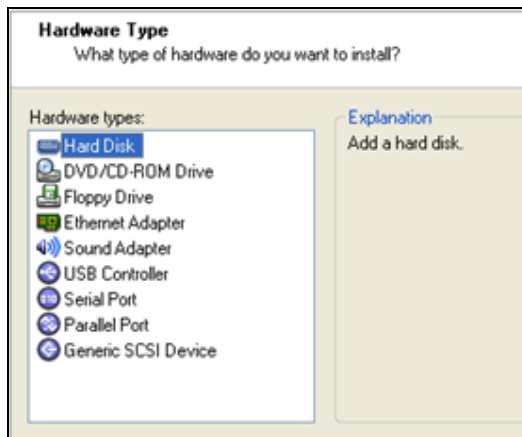 Hardware Type
What type of hardware do you want to install?
Hardware types:
Hard Disk
DVD/CD-ROM Drive
Floppy Drive
Ethernet Adapter
Sound Adapter
USB Controller
Serial Port
Parallel Port
Generic SCSI Device
Explanation
Add a hard disk.